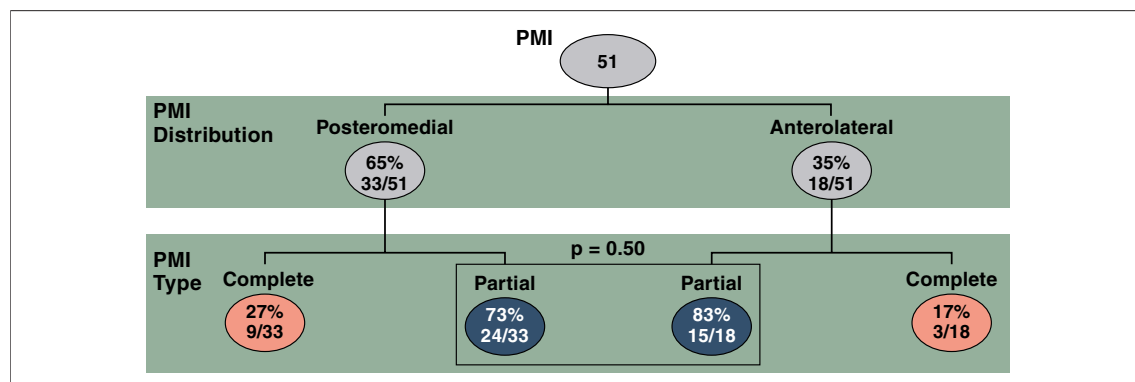 PMI
51
PMI
Distribution
Posteromedial
Anterolateral
65%
33/51
35%
18/51
PMI
Type
p = 0.50
Complete
Partial
Partial
Complete
27%
9/33
73%
24/33
83%
15/18
17%
3/18